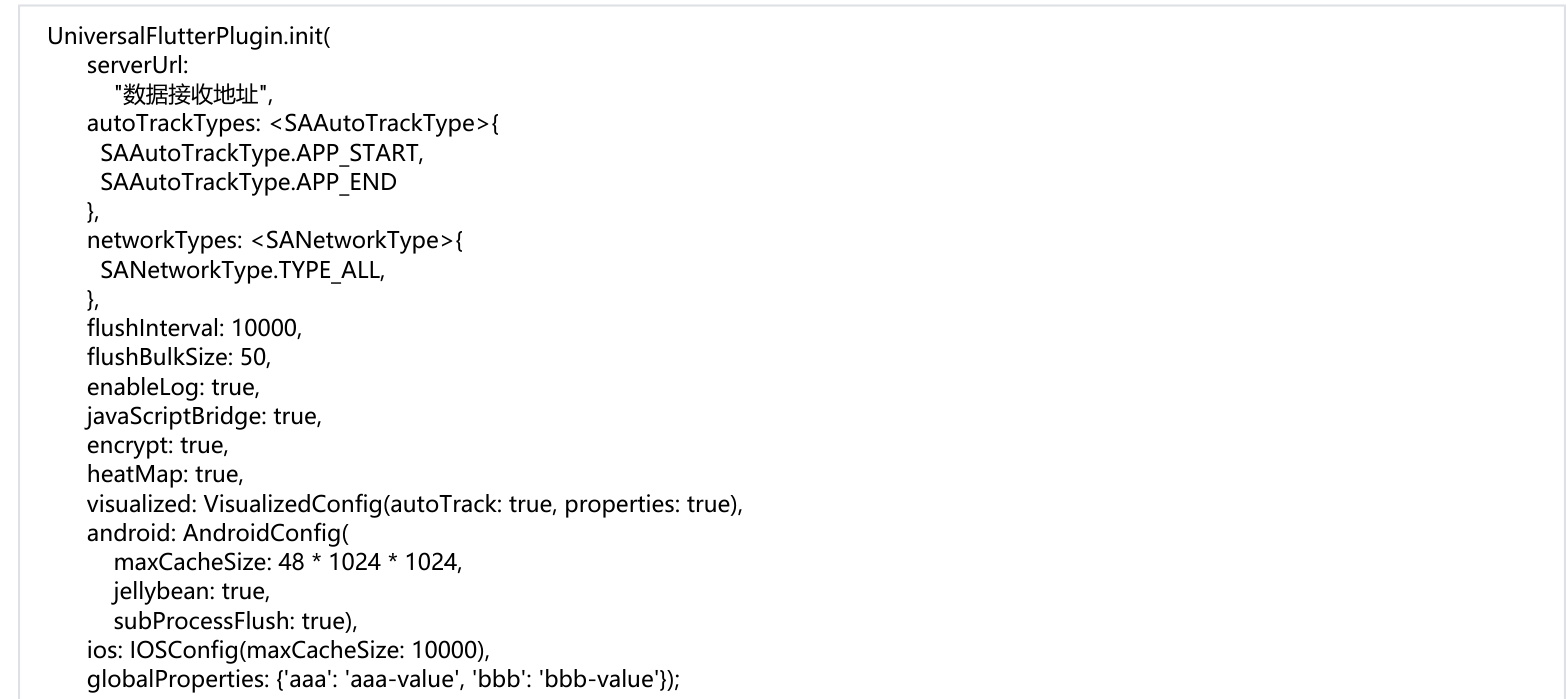 UniversalFlutterPlugin.init(
serverUrl:
"数据接收地址",
autoTrackTypes: <SAAutoTrackType>{
SAAutoTrackType.APP_START,
SAAutoTrackType.APP_END
},
networkTypes: <SANetworkType>{
SANetworkType.TYPE_ALL,
},
flushInterval: 10000,
flushBulkSize: 50,
enableLog: true,
javaScriptBridge: true,
encrypt: true,
heatMap: true,
visualized: VisualizedConfig(autoTrack: true, properties: true),
android: AndroidConfig(
maxCacheSize: 48 * 1024 * 1024,
jellybean: true,
subProcessFlush: true),
ios: IOSConfig(maxCacheSize: 10000),
globalProperties: {'aaa': 'aaa-value', 'bbb': 'bbb-value'});